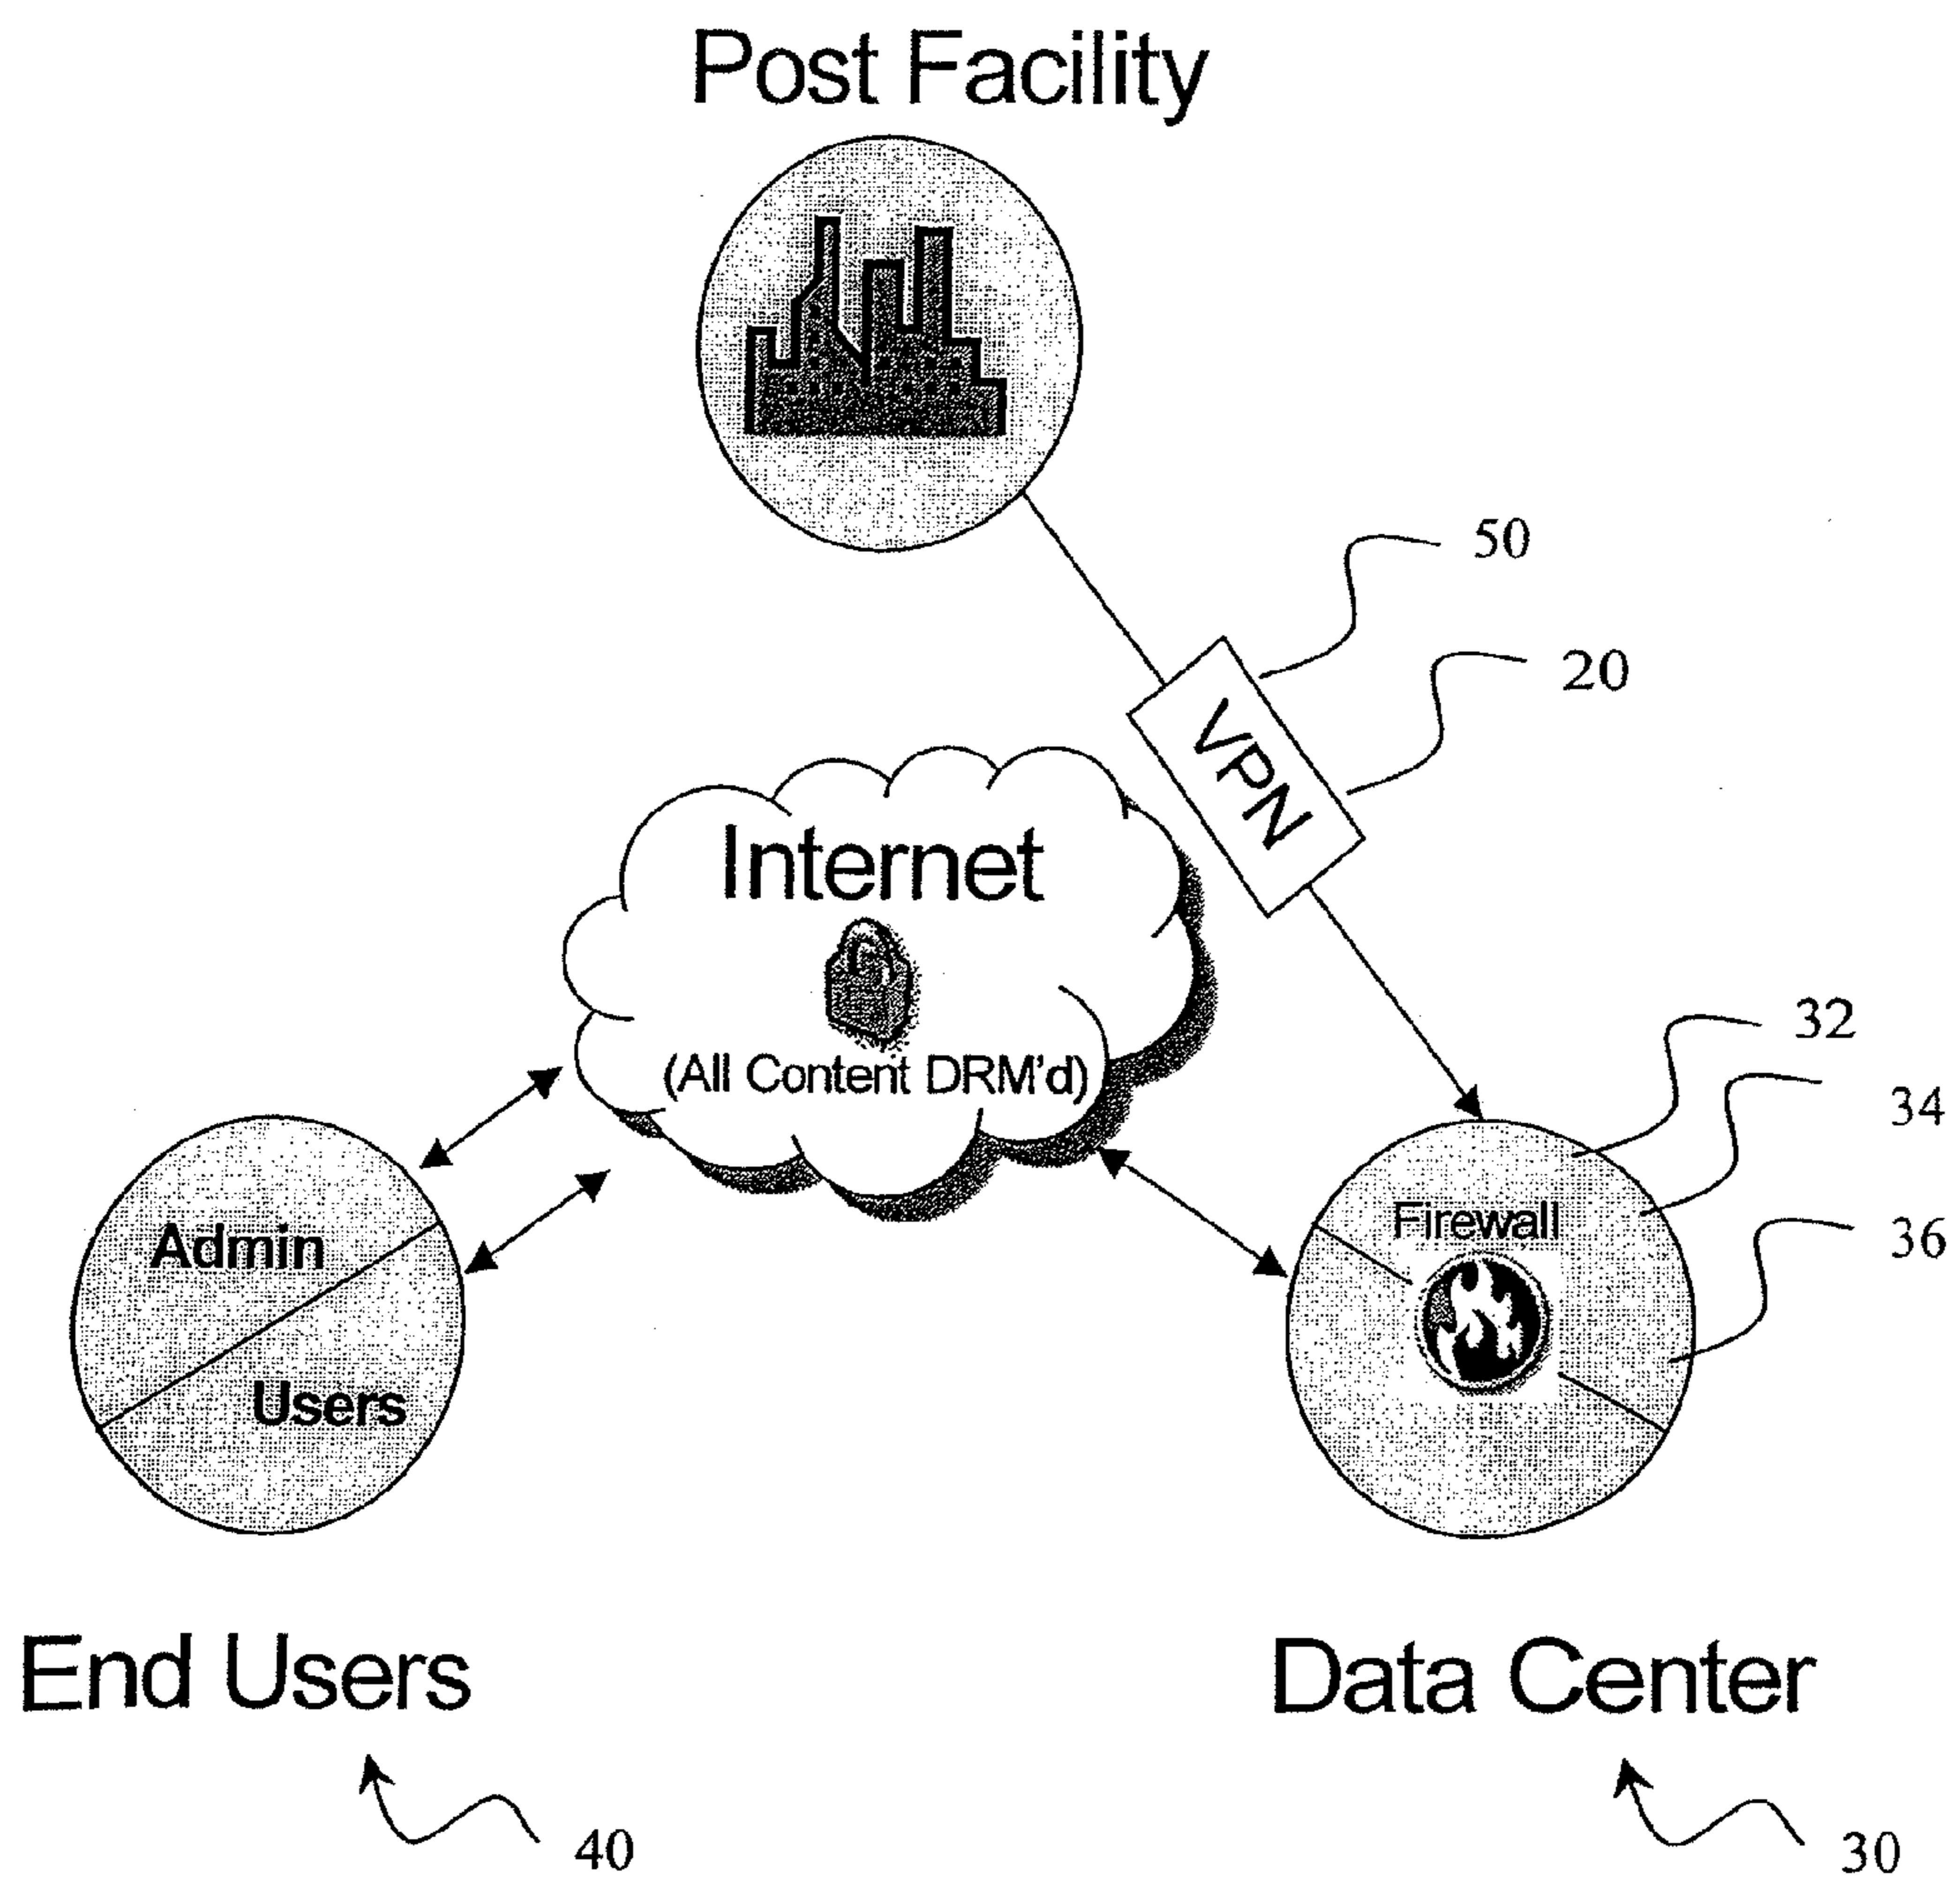 Post Facility
50
20
VPN
Internet
(All Content DRM'd)
32
34
36
Firewall
Admin
Users
End Users
Data Center
40
30